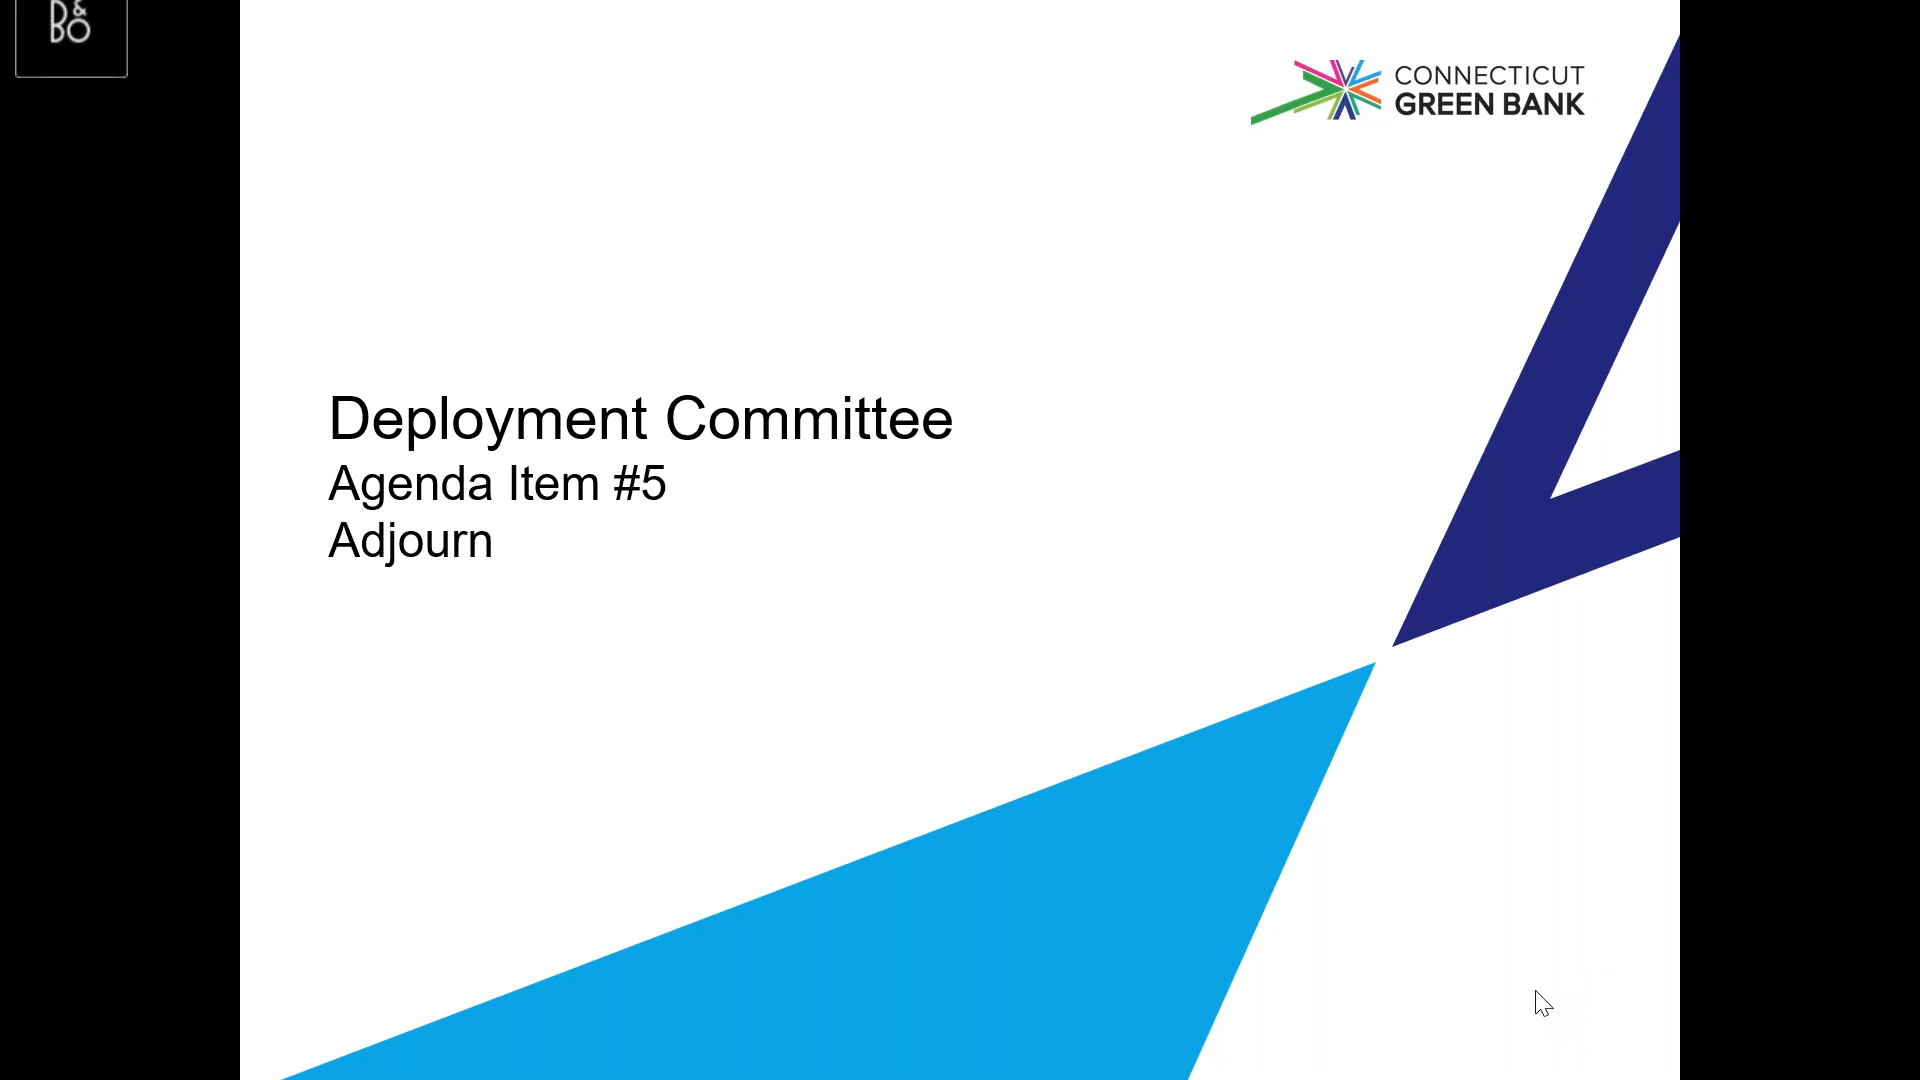 B&O
CONNECTICUT
GREEN BANK
Deployment Committee
Agenda Item #5
Adjourn